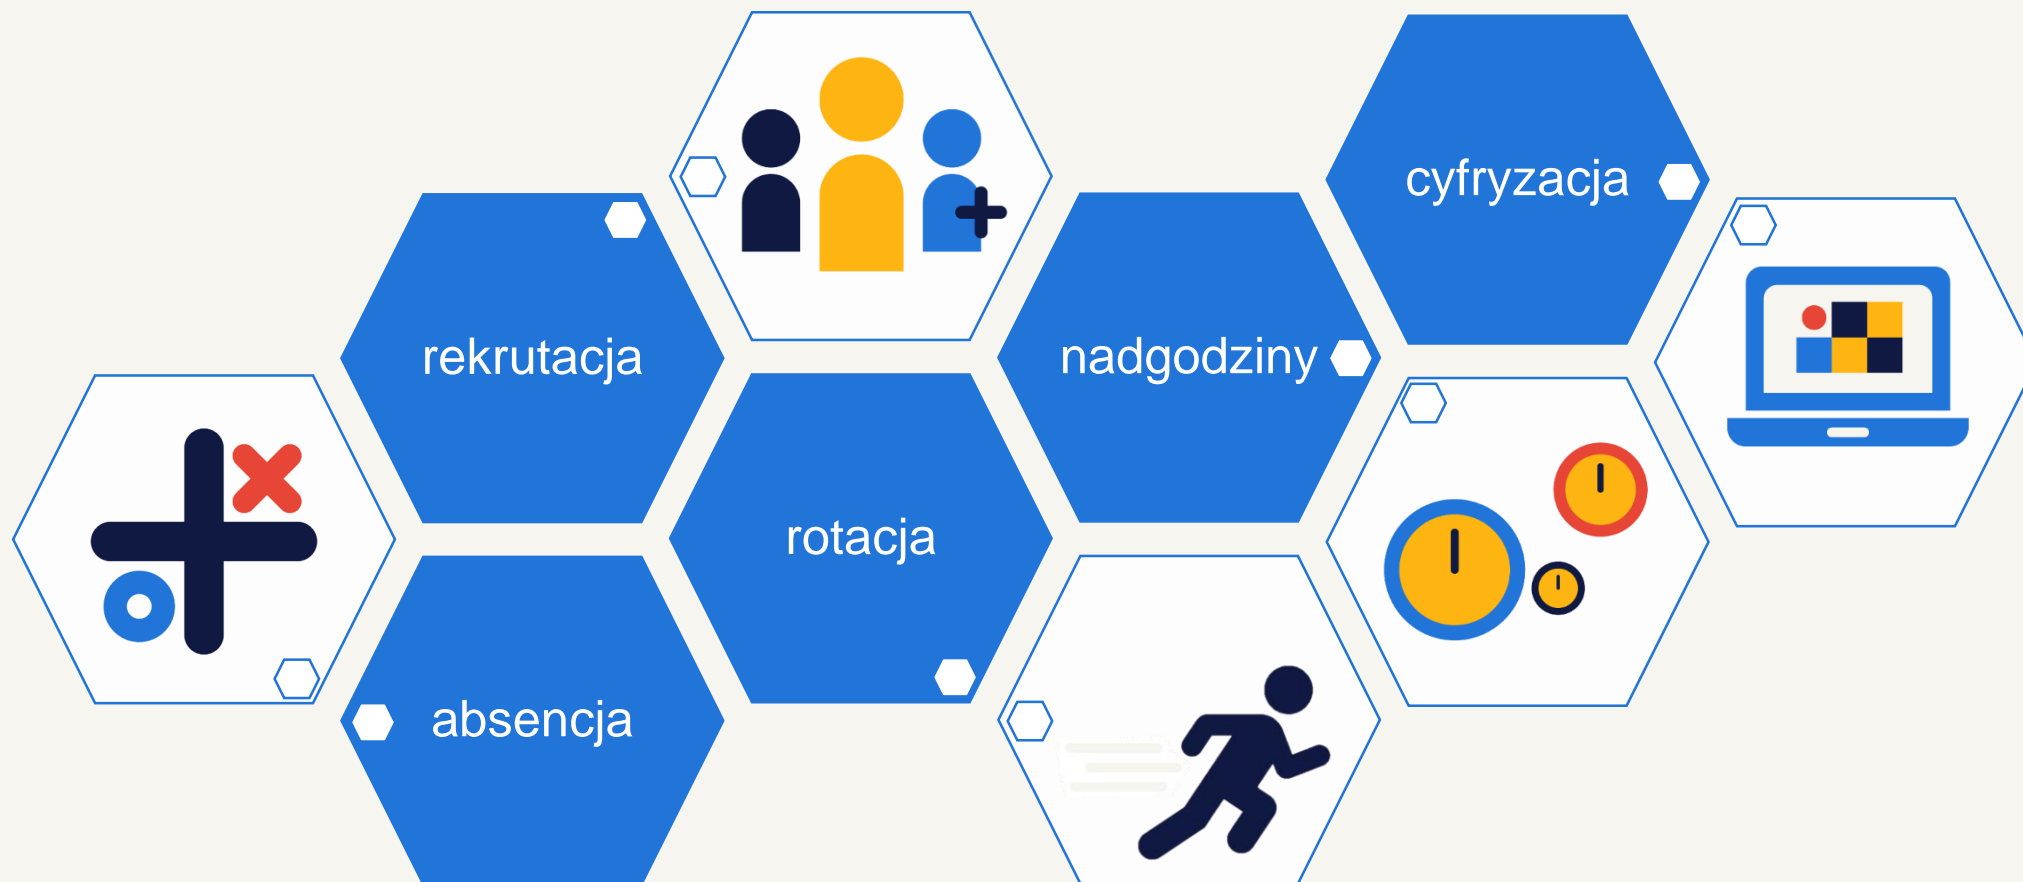 cyfryzacja
rekrutacja
nadgodziny
rotacja
absencja